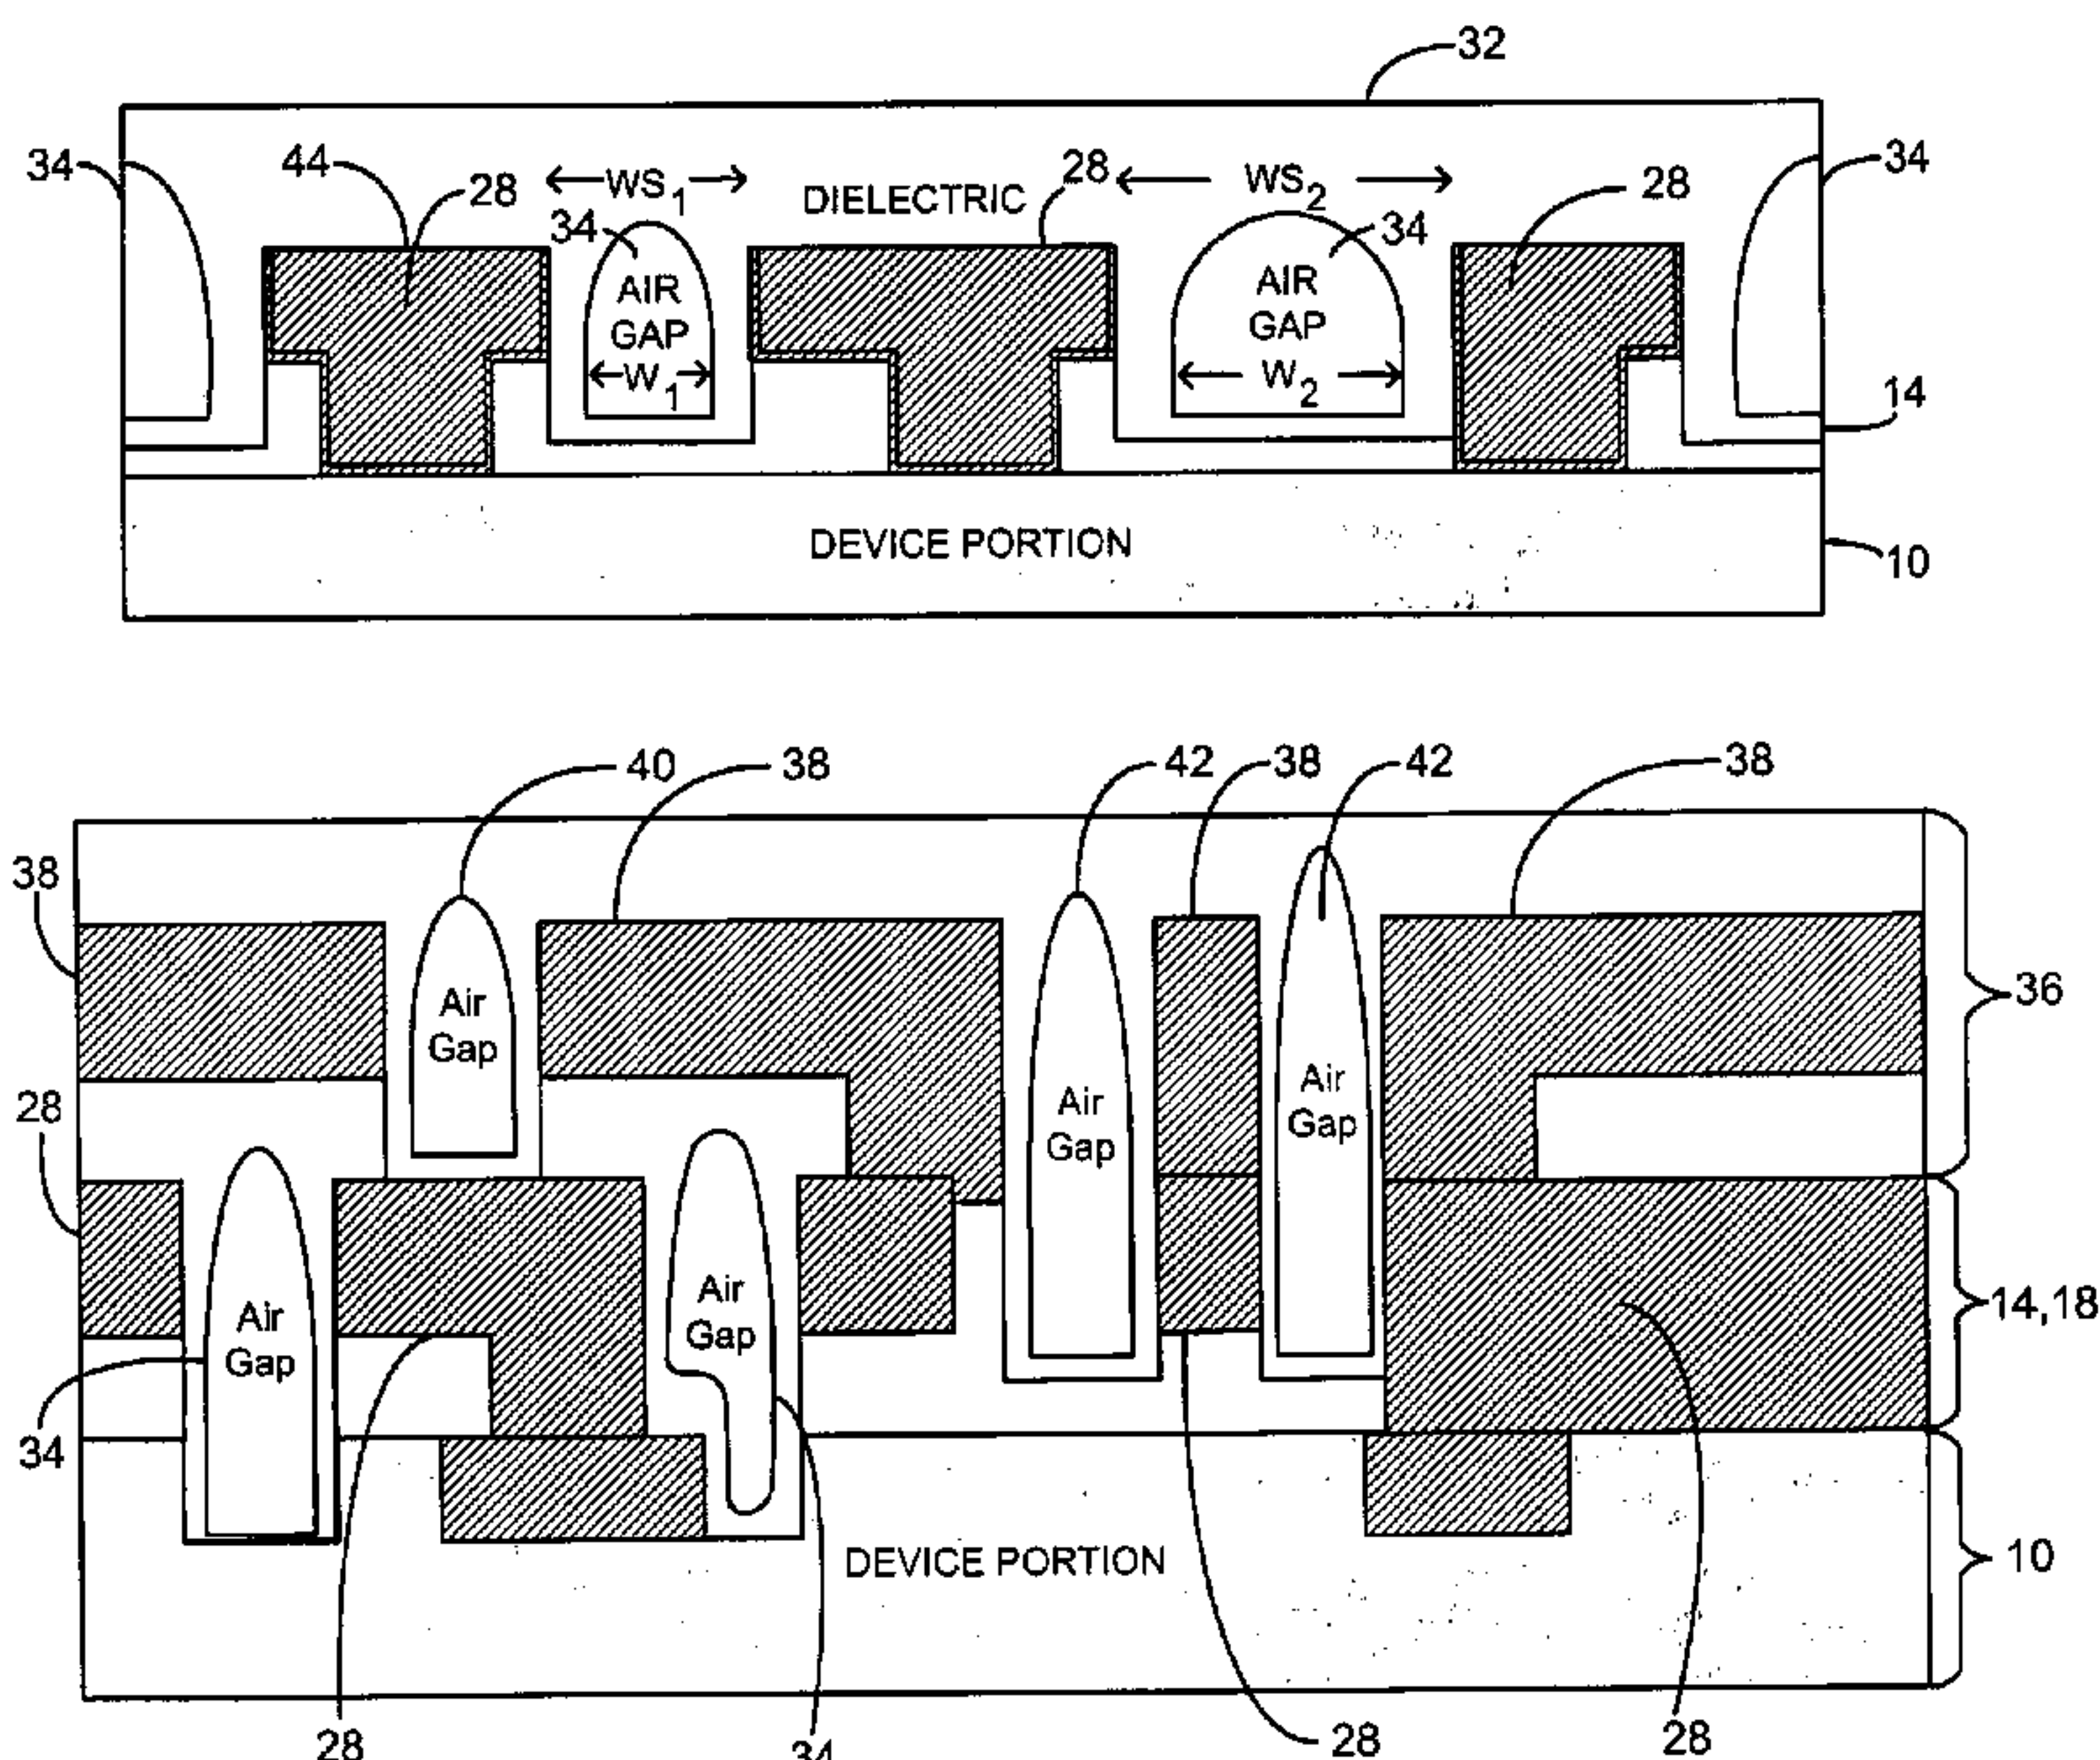 32
34 44 28 WS1 28 WS2 28 34
DIELECTRIC
34 34
AIR GAP
AIR GAP
W1 W2
14
DEVICE PORTION
10
40 38 42 38 42 38
38
Air Gap
36
28
Air Gap
Air Gap
Air Gap
Air Gap
14,18
34
DEVICE PORTION
10
28 34 28 28